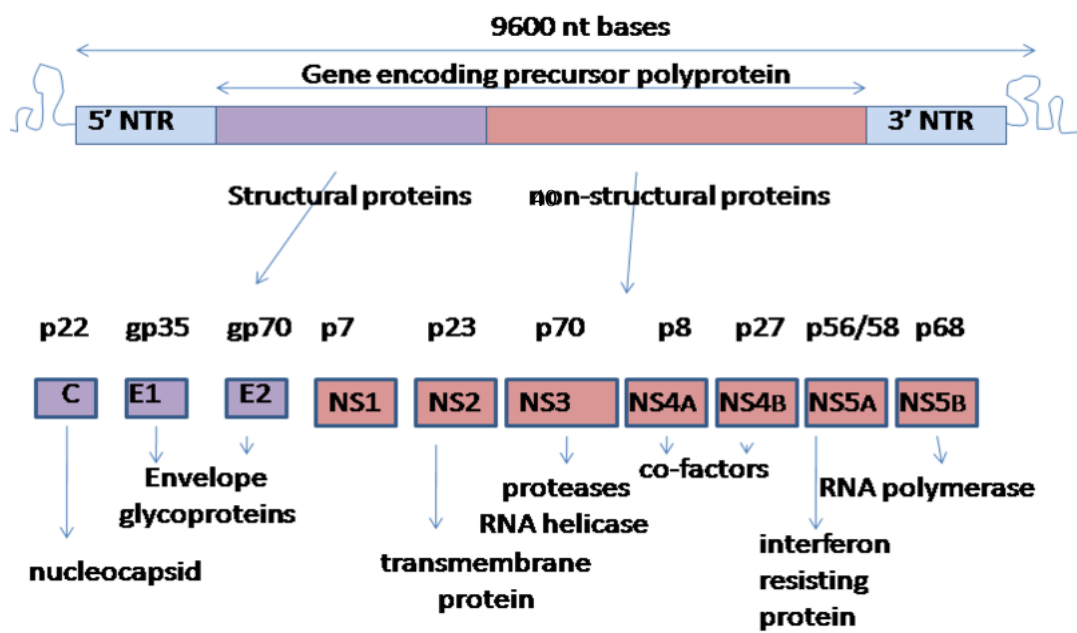 9600 nt bases
Gene encoding precursor polyprotein
5’ NTR
3’ NTR
Structural proteins
non-structural proteins
40
p22 gp35 gp70 p7 p23 p70 p8 p27 p56/58 p68
C E1 E2 NS1 NS2 NS3 NS4A NS4B NS5A NS5B
Envelope
glycoproteins
nucleocapsid
transmembrane
protein
proteases
RNA helicase
co-factors
interferon
resisting
protein
RNA polymerase